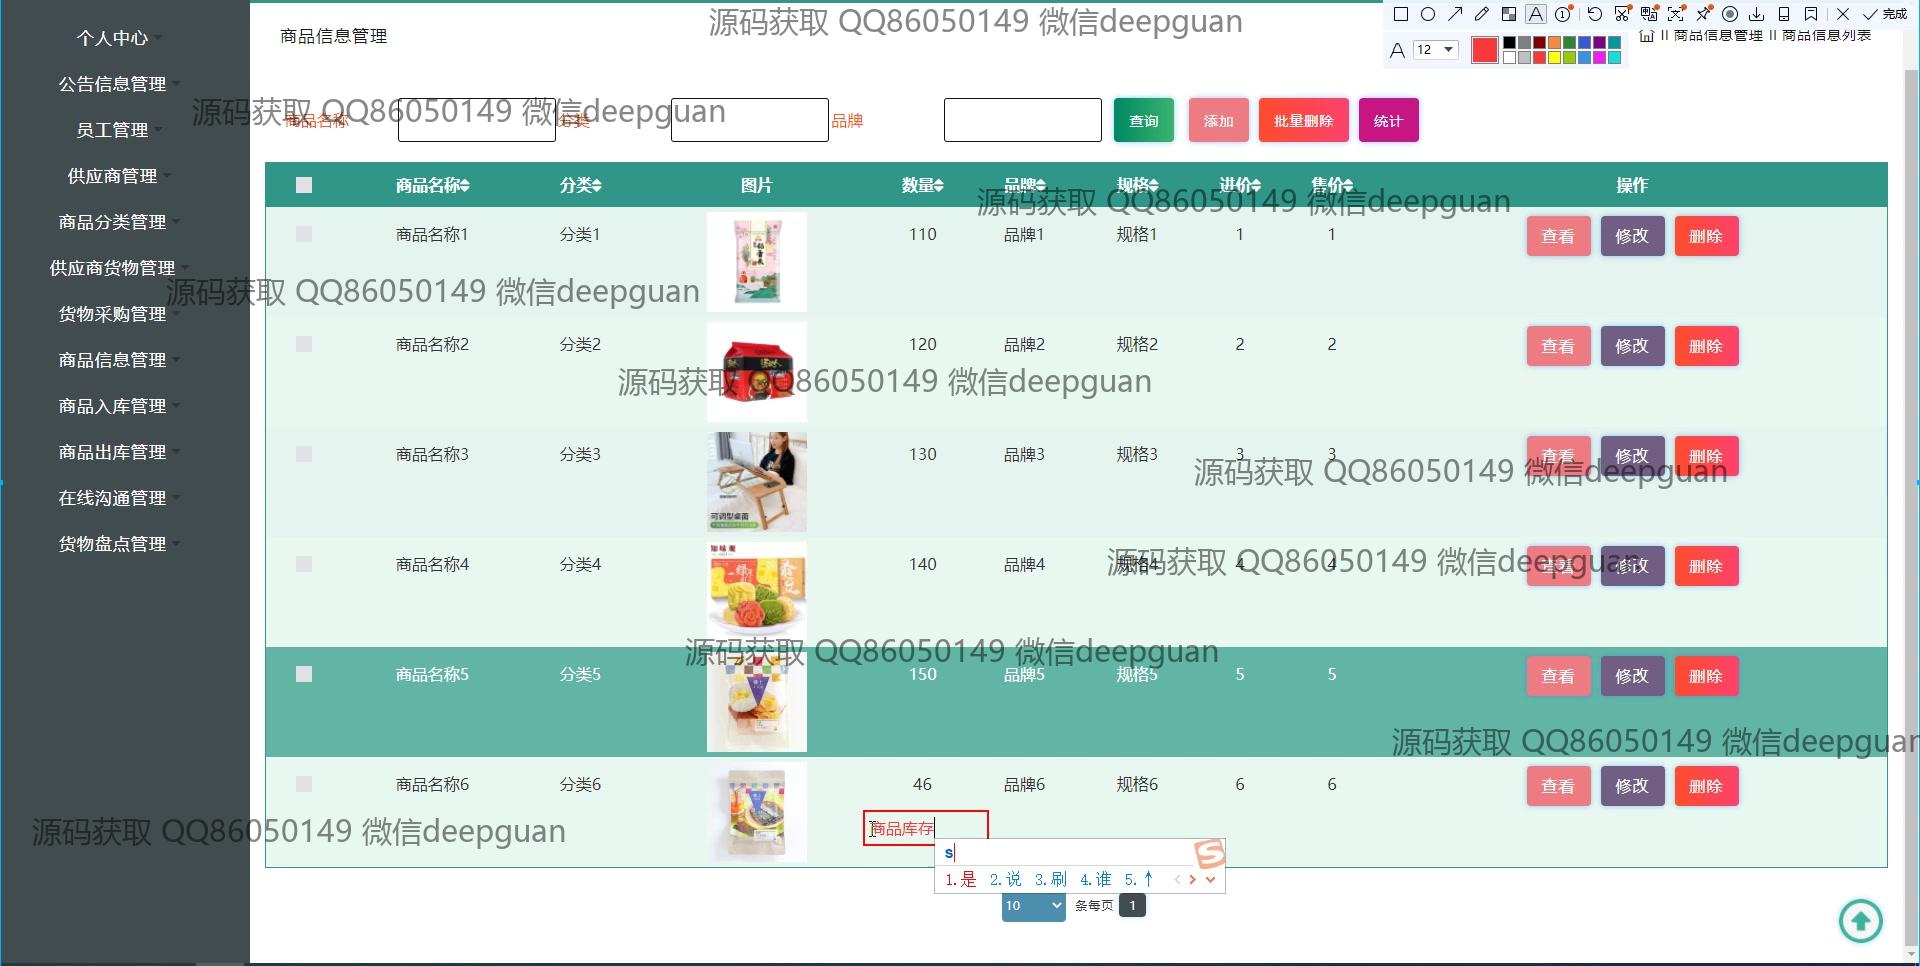 源码获取 QQ86050149 微信deepguan
完成
12
个人中心
公告信息管理
员工管理
供应商管理
商品分类管理
供应商货物管理
货物采购管理
商品信息管理
商品入库管理
商品出库管理
在线沟通管理
货物盘点管理
商品信息管理
商品信息管理 商品信息列表
源码获取 QQ86050149 微信deepguan
商品名称 分类 品牌 查询 添加 批量删除 统计
商品名称 分类 图片 数量 品牌 规格 进价 售价 操作
源码获取 QQ86050149 微信deepguan
商品名称1 分类1 110 品牌1 规格1 1 1 查看 修改 删除
源码获取 QQ86050149 微信deepguan
商品名称2 分类2 120 品牌2 规格2 2 2 查看 修改 删除
源码获取 QQ86050149 微信deepguan
商品名称3 分类3 130 品牌3 规格3 3 3 查看 修改 删除
可调型桌面
源码获取 QQ86050149 微信deepguan
商品名称4 分类4 140 品牌4 规格4 4 4 查看 修改 删除
源码获取 QQ86050149 微信deepguan
源码获取 QQ86050149 微信deepguan
商品名称5 分类5 150 品牌5 规格5 5 5 查看 修改 删除
源码获取 QQ86050149 微信deepguan
商品名称6 分类6 46 品牌6 规格6 6 6 查看 修改 删除
源码获取 QQ86050149 微信deepguan
商品库存
s
1.是 2.说 3.刷 4.谁 5.↑
10 条每页 1